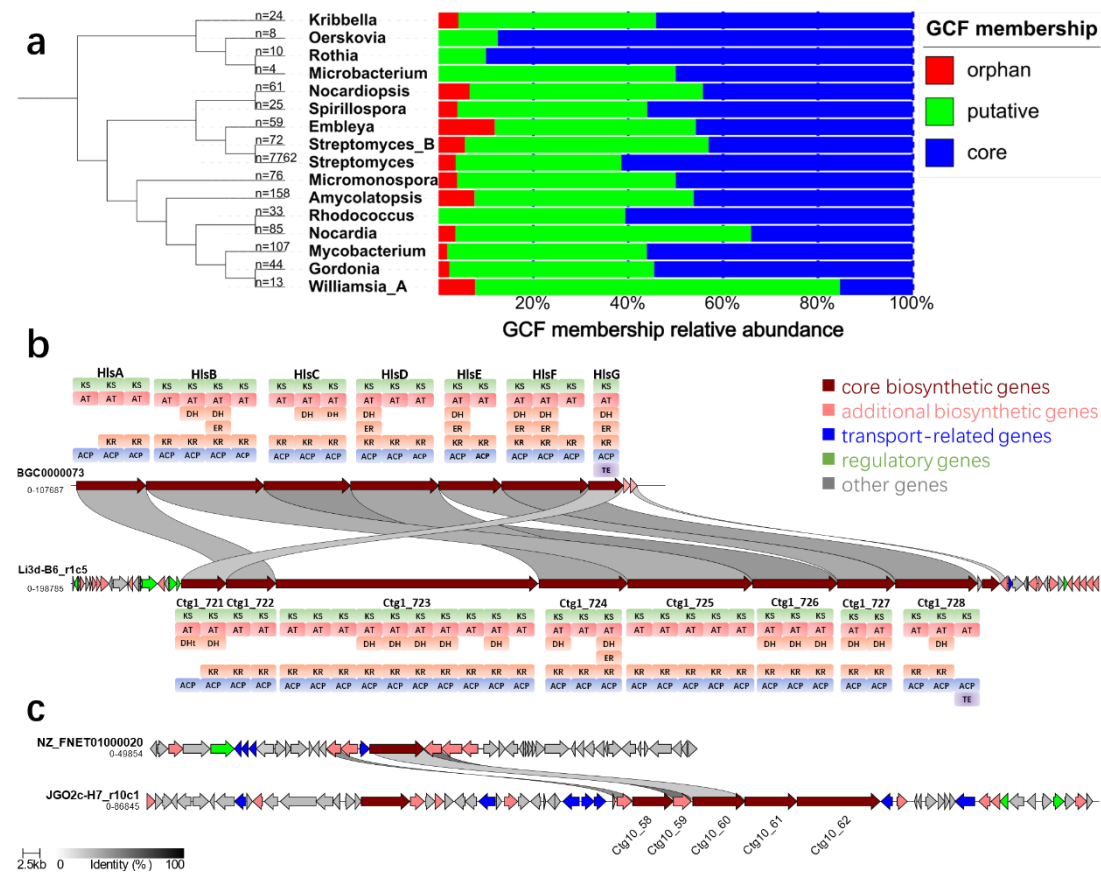 a
n=24 Kribbella
n=8 Oerskovia
n=10 Rothia
n=4 Microbacterium
n=61 Nocardiopsis
n=25 Spirillospora
n=59 Embleya
n=72 Streptomyces_B
n=7762 Streptomyces
n=76 Micromonospora
n=158 Amycolatopsis
n=33 Rhodococcus
n=85 Nocardia
n=107 Mycobacterium
n=44 Gordonia
n=13 Williamsia_A
20% 40% 60% 80% 100%
GCF membership relative abundance
GCF membership
orphan
putative
core
b
HlsA HlsB HlsC HlsD HlsE HlsF HlsG
KS KS KS KS KS KS KS KS KS KS KS KS KS KS KS KS KS KS KS
AT AT AT AT AT AT AT AT AT AT AT AT AT AT AT AT AT AT AT
DH DH DH DH DH DH DH DH DH
ER ER ER ER ER ER
KR KR KR KR KR KR KR KR KR KR KR KR KR KR KR KR KR KR
ACP ACP ACP ACP ACP ACP ACP ACP ACP ACP ACP ACP ACP ACP ACP ACP ACP ACP ACP
TE
core biosynthetic genes
additional biosynthetic genes
transport-related genes
regulatory genes
other genes
BGC0000073
0-107687
Li3d-B6_r1c5
0-198785
Ctg1_721 Ctg1_722 Ctg1_723 Ctg1_724 Ctg1_725 Ctg1_726 Ctg1_727 Ctg1_728
KS KS KS KS KS KS KS KS KS KS KS KS KS KS KS KS KS KS KS KS KS KS KS KS KS KS KS KS
AT AT AT AT AT AT AT AT AT AT AT AT AT AT AT AT AT AT AT AT AT AT AT AT AT AT AT AT
DHt DH DH DH DH DH DH DH DH DH DH DH DH DH
ER
KR KR KR KR KR KR KR KR KR KR KR KR KR KR KR KR KR KR KR KR KR KR KR KR KR
ACP ACP ACP ACP ACP ACP ACP ACP ACP ACP ACP ACP ACP ACP ACP ACP ACP ACP ACP ACP ACP ACP ACP ACP ACP ACP ACP ACP
TE
c
NZ_FNET01000020
0-49854
JGO2c-H7_r10c1
0-86845
Ctg10_58 Ctg10_59 Ctg10_60 Ctg10_61 Ctg10_62
2.5kb 0 Identity (%) 100